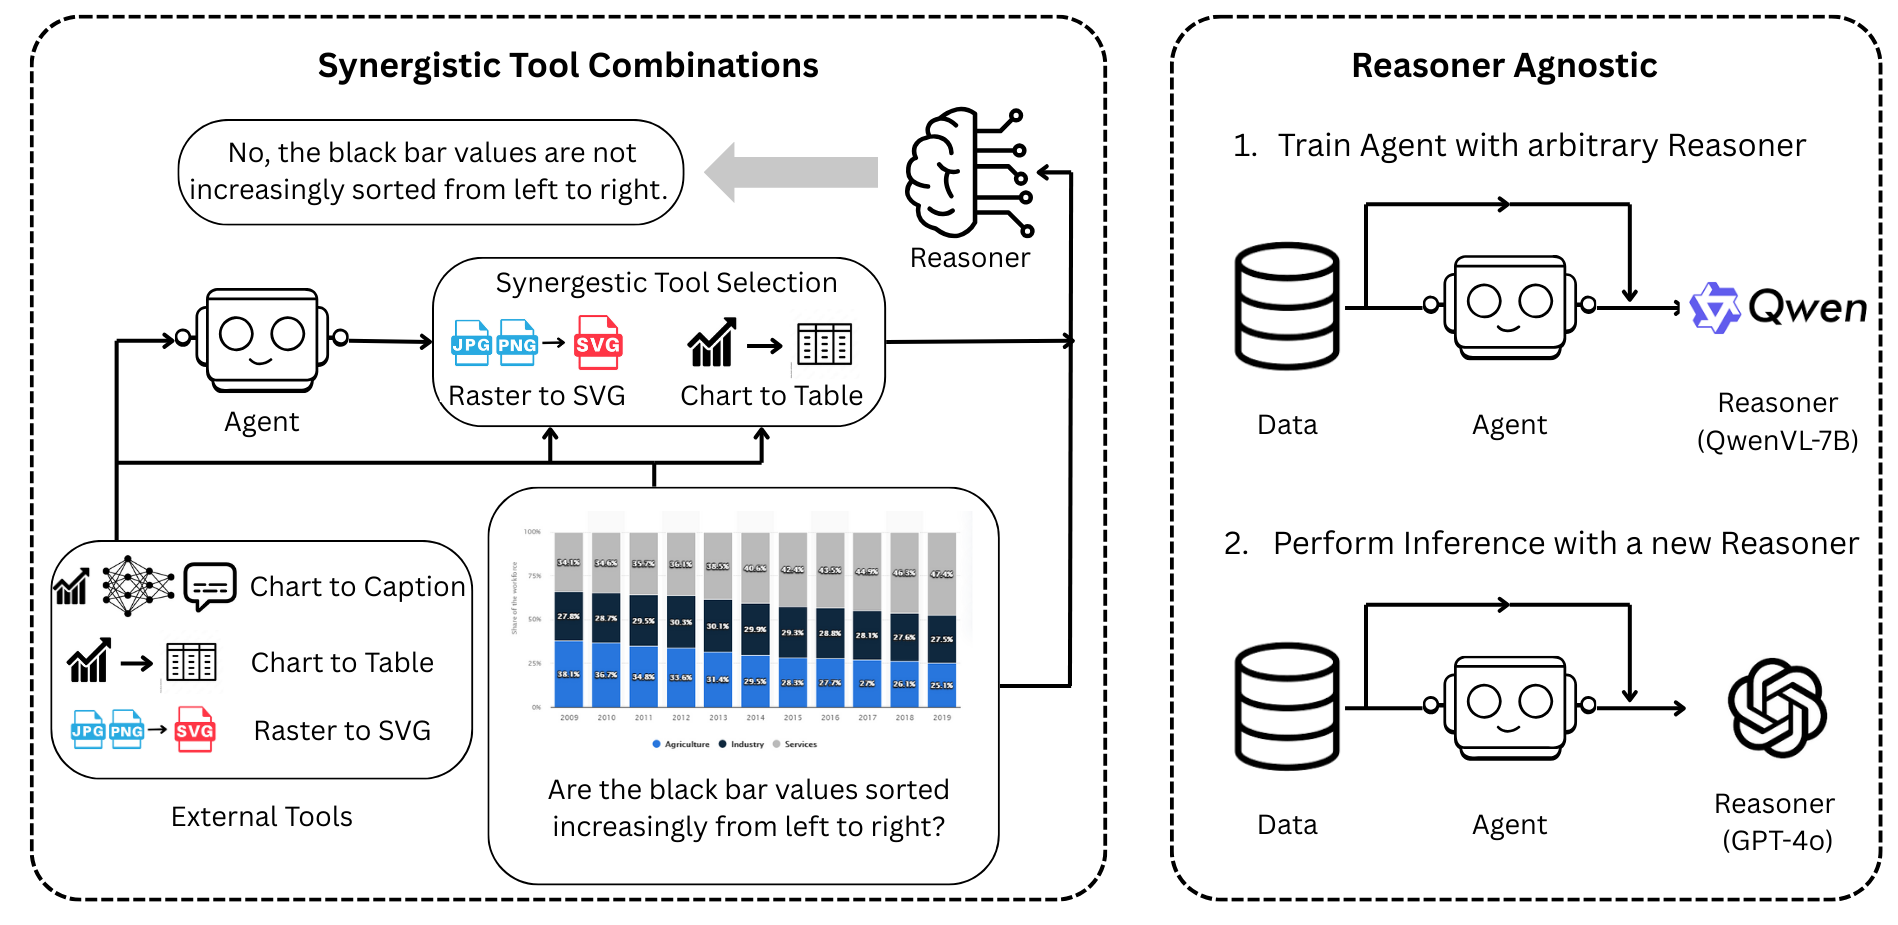 Synergistic Tool Combinations
No, the black bar values are not
increasingly sorted from left to right.
Reasoner
Synergestic Tool Selection
JPG PNG SVG
Raster to SVG
Chart to Table
Agent
Chart to Caption
Chart to Table
JPG PNG SVG
Raster to SVG
External Tools
Share of the workforce
100%
75%
50%
25%
0%
34.1% 34.6% 35.7% 36.1% 38.5% 40.6% 42.4% 43.5% 44.9% 46.3% 47.4%
27.8% 28.7% 29.5% 30.3% 30.1% 29.9% 29.3% 28.8% 28.1% 27.6% 27.5%
38.1% 36.7% 34.8% 33.6% 31.4% 29.5% 28.3% 27.7% 27% 26.1% 25.1%
2009 2010 2011 2012 2013 2014 2015 2016 2017 2018 2019
Agriculture Industry Services
Are the black bar values sorted
increasingly from left to right?
Reasoner Agnostic
1. Train Agent with arbitrary Reasoner
Qwen
Data
Agent
Reasoner
(QwenVL-7B)
2. Perform Inference with a new Reasoner
Data
Agent
Reasoner
(GPT-4o)